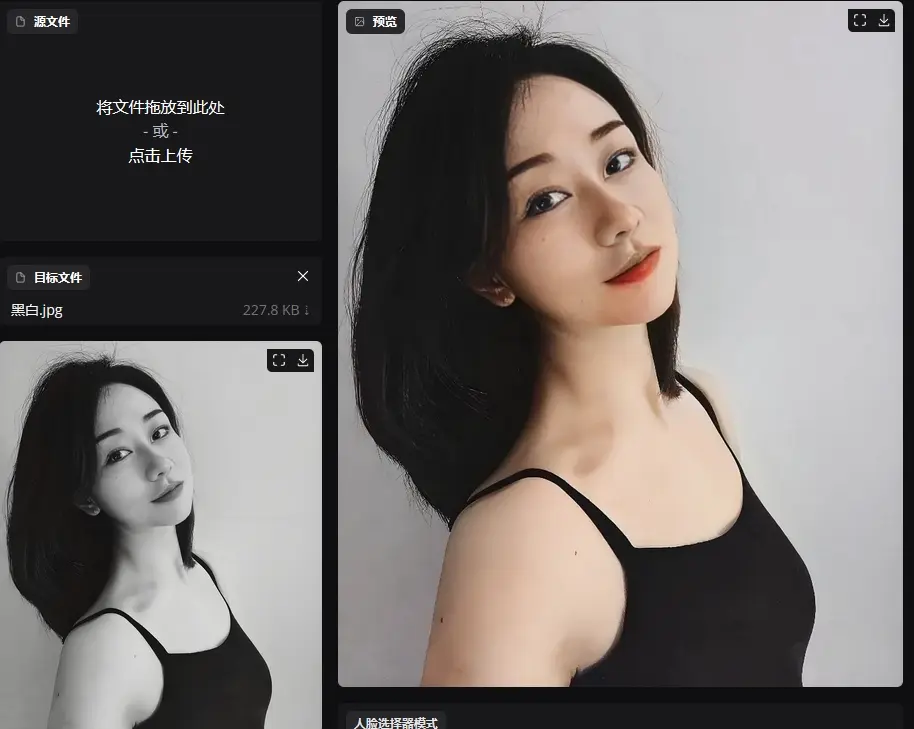 源文件
将文件拖放到此处
- 或 -
点击上传
目标文件
黑白.jpg
227.8 KB ↓
预览
人脸选择器模式